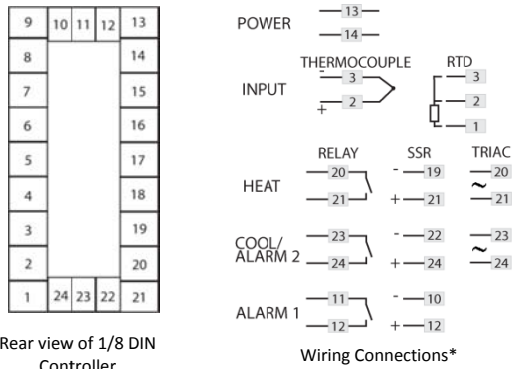 9 10 11 12 13
8 14
7 15
6 16
5 17
4 18
3 19
2 20
1 24 23 22 21
Rear view of 1/8 DIN
Controller
POWER
13
14
THERMOCOUPLE RTD
INPUT
- 3 3
+ 2 2
1
RELAY SSR TRIAC
HEAT
20 - 19 20
~
21 + 21 21
COOL/
ALARM 2
23 - 22 23
~
24 + 24 24
ALARM 1
11 - 10
12 + 12
Wiring Connections*